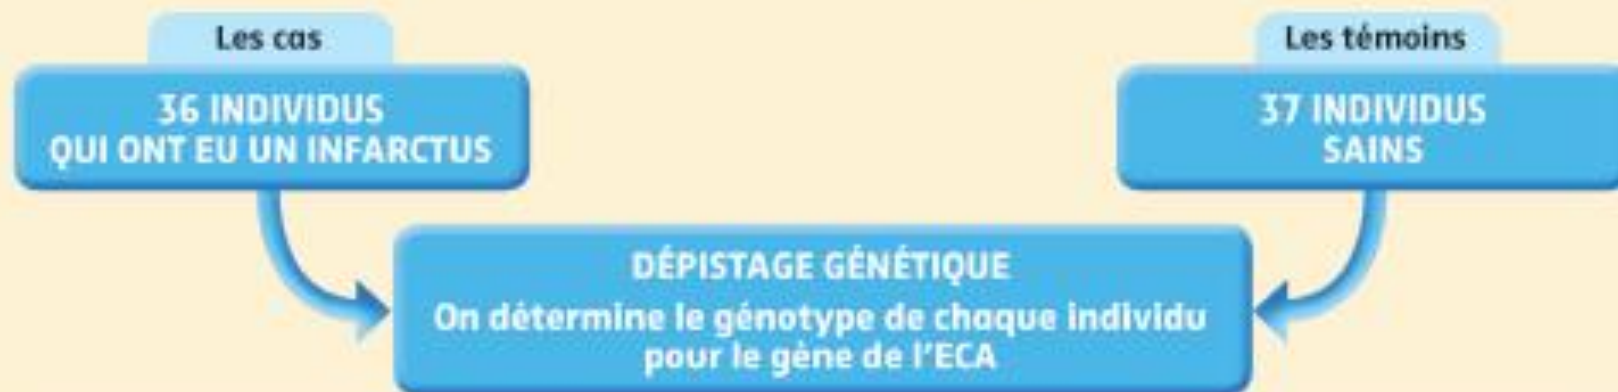 Les cas
36 INDIVIDUS
QUI ONT EU UN INFARCTUS
Les témoins
37 INDIVIDUS
SAINS
DÉPISTAGE GÉNÉTIQUE
On détermine le génotype de chaque individu
pour le gène de l'ECA